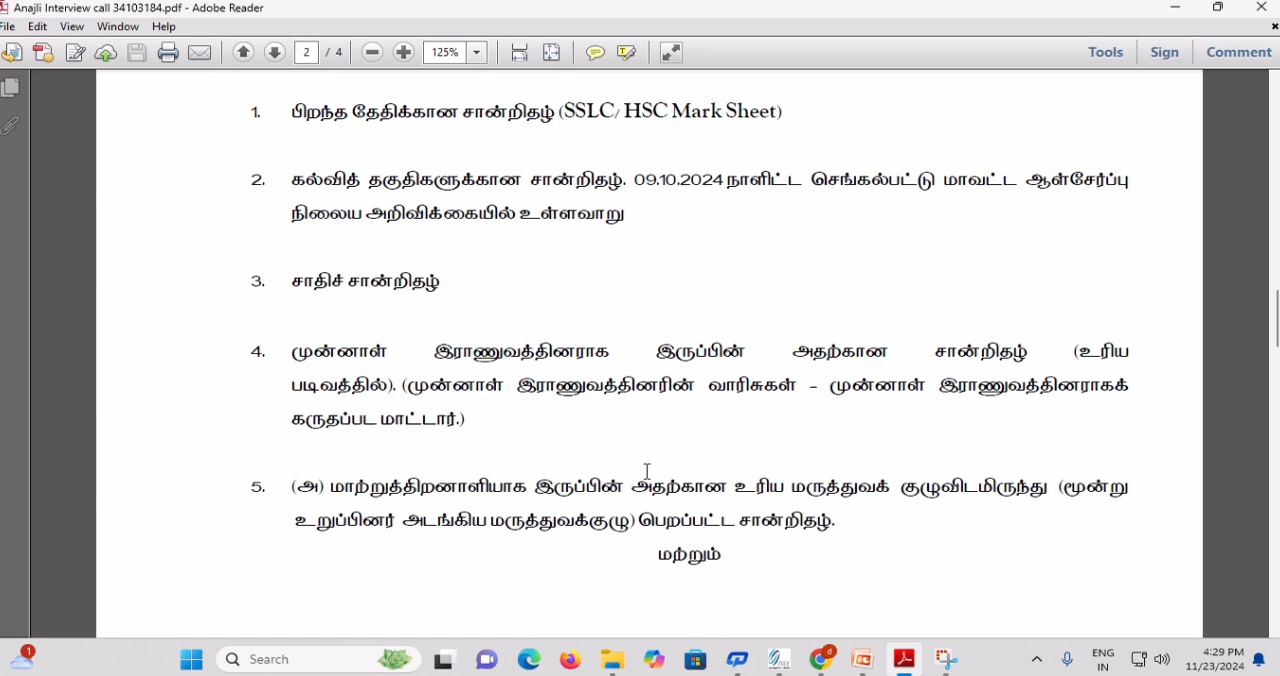 Anajli Interview call 34103184.pdf - Adobe Reader
File Edit View Window Help
2 / 4 125% Tools Sign Comment
1. பிறந்த தேதிக்கான சான்றிதழ் (SSLC/ HSC Mark Sheet)
2. கல்வித் தகுதிகளுக்கான சான்றிதழ். 09.10.2024 நாளிட்ட செங்கல்பட்டு மாவட்ட ஆள்சேர்ப்பு
நிலைய அறிவிக்கையில் உள்ளவாறு
3. சாதிச் சான்றிதழ்
4. முன்னாள் இராணுவத்தினராக இருப்பின் அதற்கான சான்றிதழ் (உரிய
படிவத்தில்). (முன்னாள் இராணுவத்தினரின் வாரிசுகள் – முன்னாள் இராணுவத்தினராகக்
கருதப்பட மாட்டார்.)
5. (அ) மாற்றுத்திறனாளியாக இருப்பின் அதற்கான உரிய மருத்துவக் குழுவிடமிருந்து (மூன்று
உறுப்பினர் அடங்கிய மருத்துவக்குழு) பெறப்பட்ட சான்றிதழ்.
மற்றும்
1 Search d ENG 4:29 PM
IN 11/23/2024